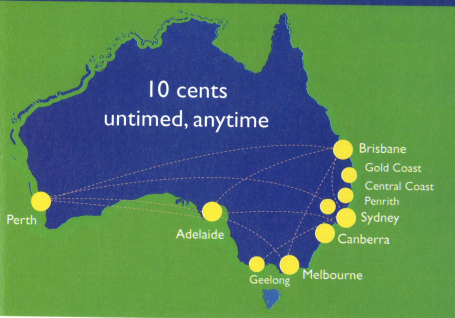 10 cents
untimed, anytime
Brisbane
Gold Coast
Central Coast
Penrith
Sydney
Perth
Adelaide
Canberra
Geelong
Melbourne